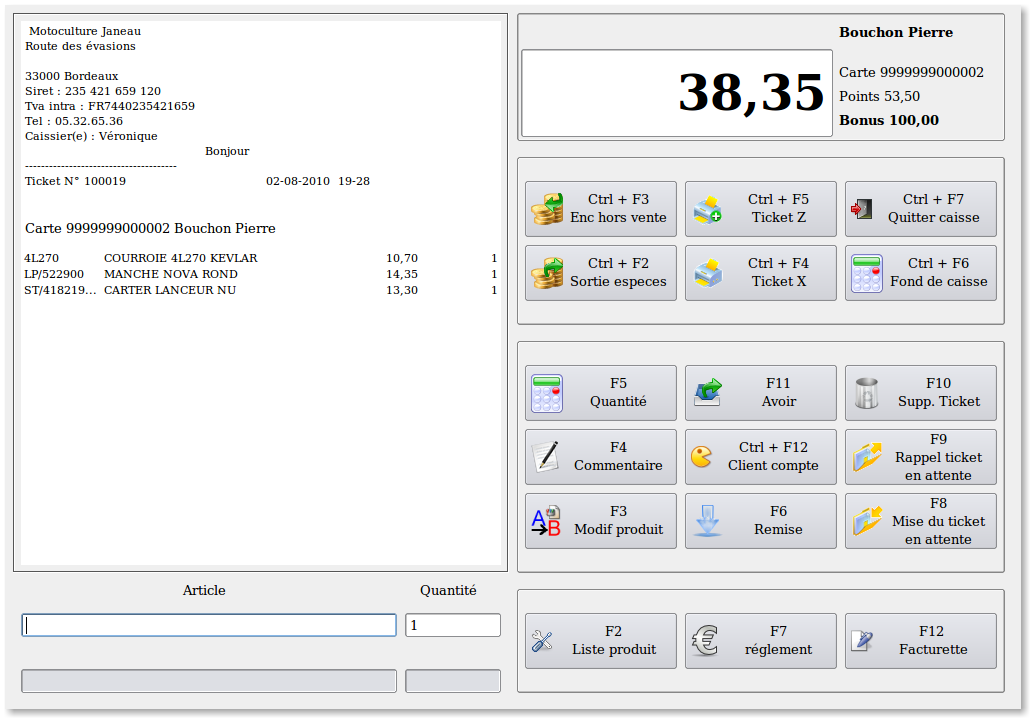 Motoculture Janeau
Route des évasions
33000 Bordeaux
Siret : 235 421 659 120
Tva intra : FR7440235421659
Tel : 05.32.65.36
Caissier(e) : Véronique
Bonjour
--------------------------------------
Ticket N° 100019 02-08-2010 19-28
Carte 9999999000002 Bouchon Pierre
4L270 COURROIE 4L270 KEVLAR 10,70 1
LP/522900 MANCHE NOVA ROND 14,35 1
ST/418219... CARTER LANCEUR NU 13,30 1
Article Quantité
1
38,35
Bouchon Pierre
Carte 9999999000002
Points 53,50
Bonus 100,00
Ctrl + F3
Enc hors vente
Ctrl + F5
Ticket Z
Ctrl + F7
Quitter caisse
Ctrl + F2
Sortie especes
Ctrl + F4
Ticket X
Ctrl + F6
Fond de caisse
F5
Quantité
F11
Avoir
F10
Supp. Ticket
F4
Commentaire
Ctrl + F12
Client compte
F9
Rappel ticket
en attente
A
B
F3
Modif produit
F6
Remise
F8
Mise du ticket
en attente
F2
Liste produit
€
F7
réglement
F12
Facturette